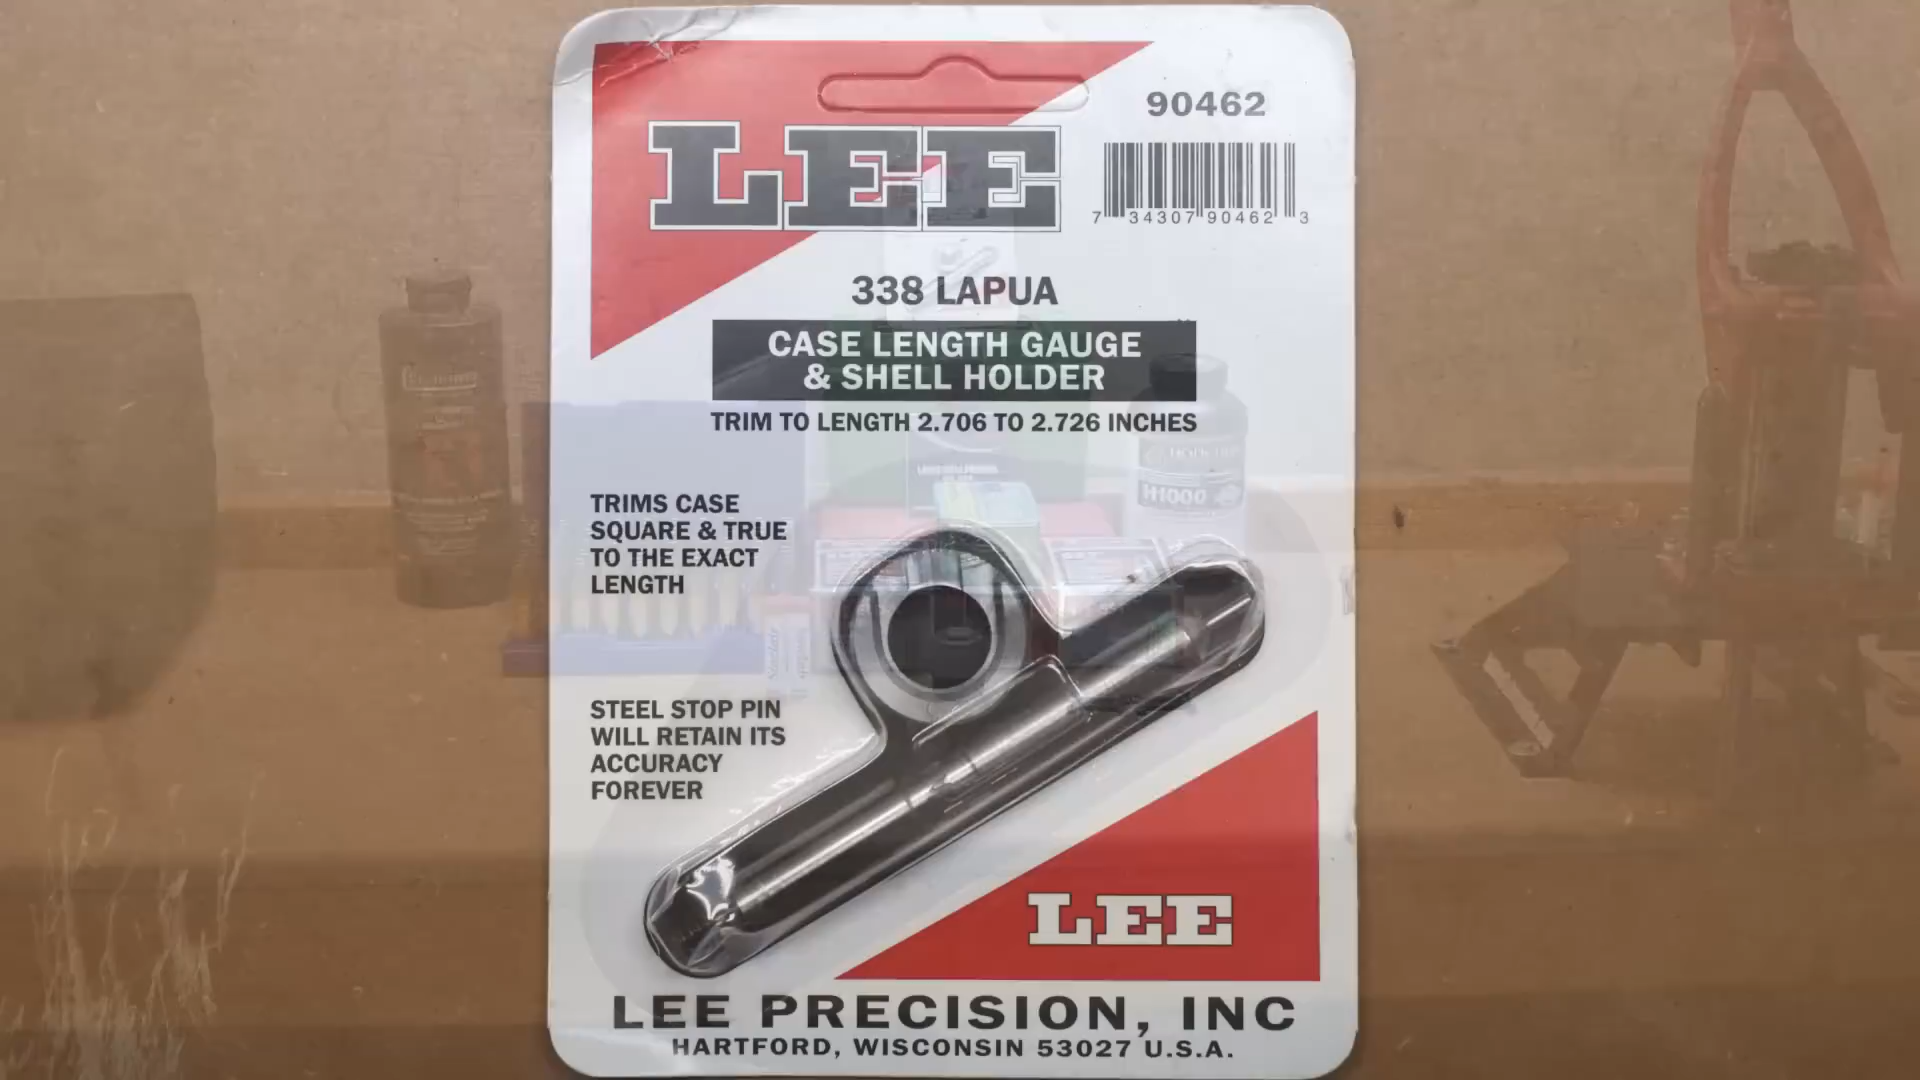 LEE
90462
7 34307 90462 3
338 LAPUA
CASE LENGTH GAUGE
& SHELL HOLDER
TRIM TO LENGTH 2.706 TO 2.726 INCHES
TRIMS CASE
SQUARE & TRUE
TO THE EXACT
LENGTH
H1000
STEEL STOP PIN
WILL RETAIN ITS
ACCURACY
FOREVER
LEE
LEE PRECISION, INC
HARTFORD, WISCONSIN 53027 U.S.A.